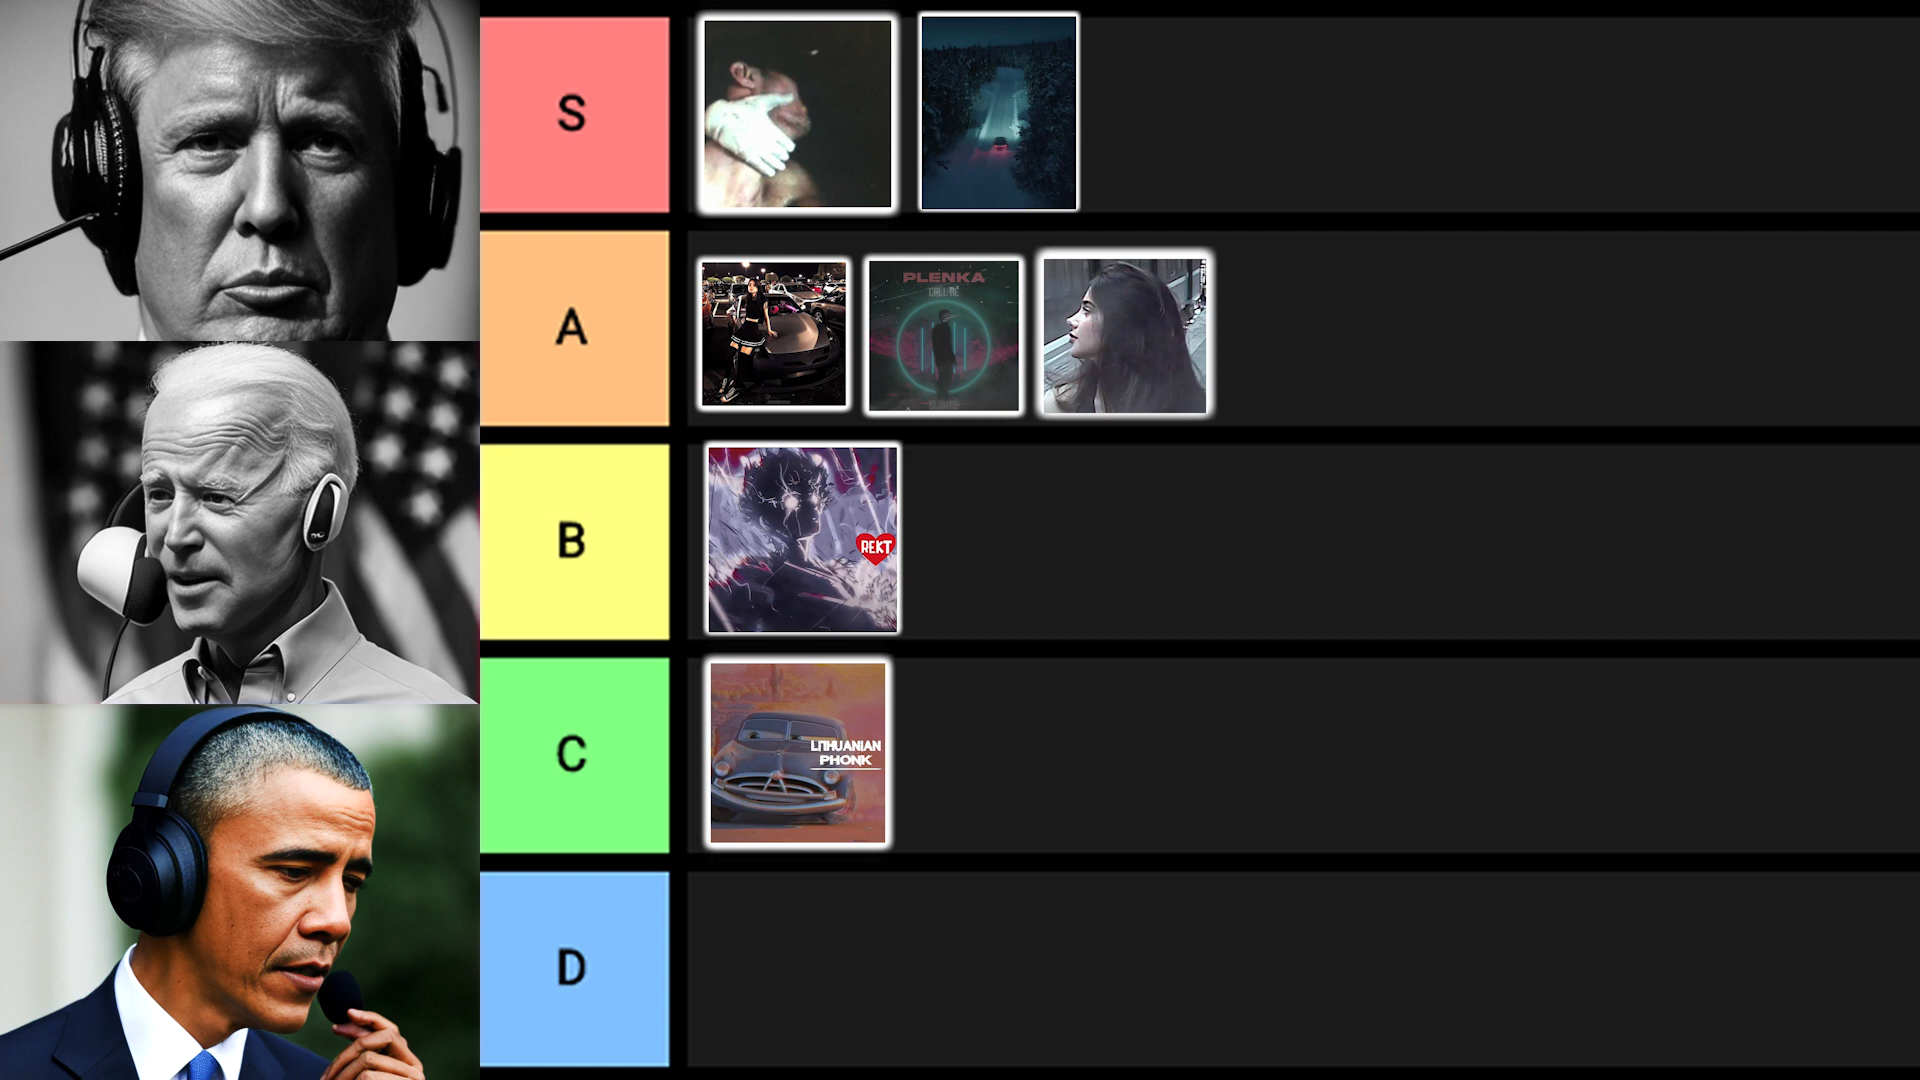 S
A
PLENKA
CALL ME
B
REKT
C
LITHUANIAN
PHONK
D